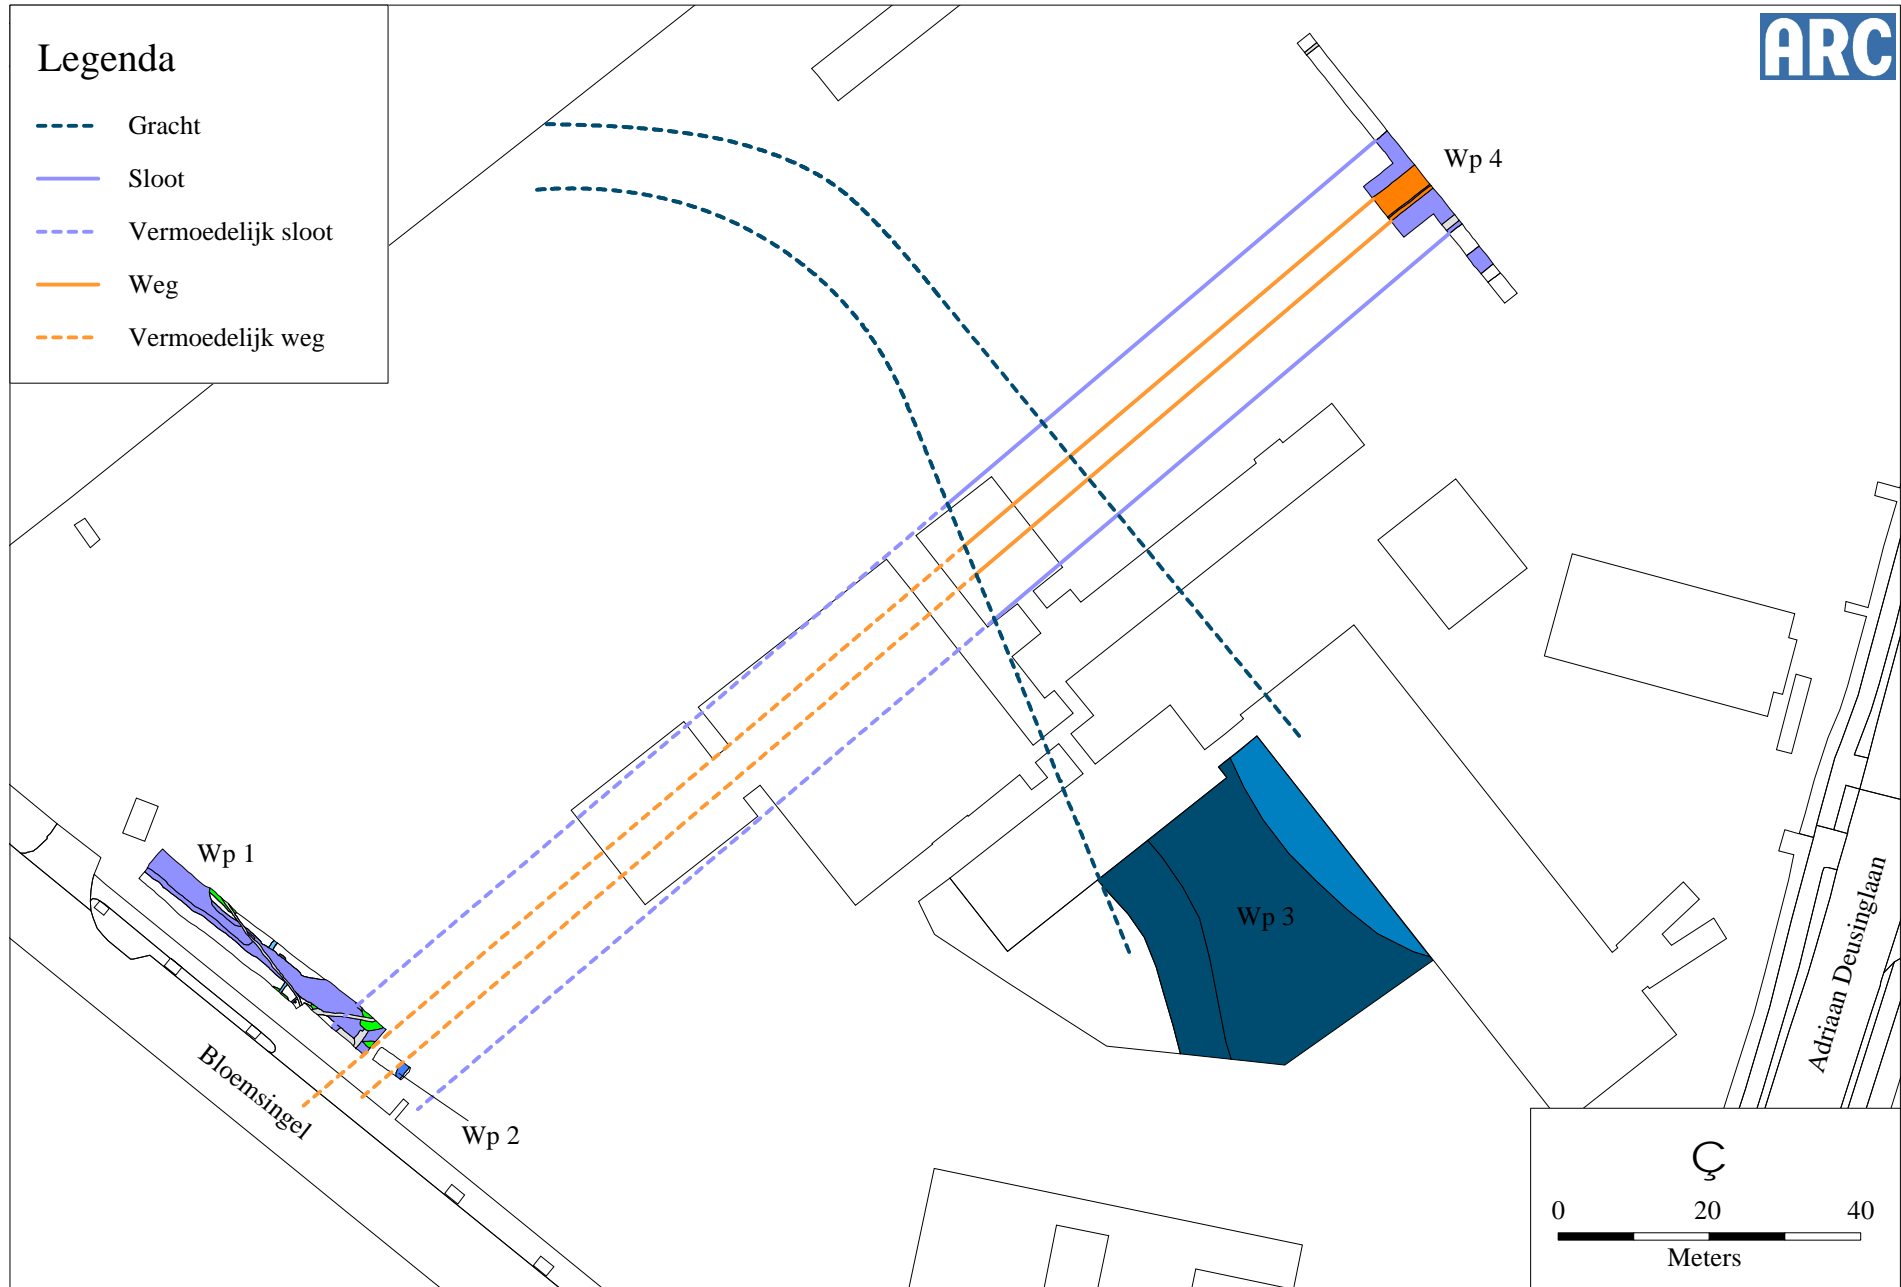 Legenda
Gracht
Sloot
Vermoedelijk sloot
Weg
Vermoedelijk weg
ARC
Wp 4
Wp 1
Wp 3
Adriaan Deusinglaan
Bloemsingel
Wp 2
Ç
0 20 40
Meters